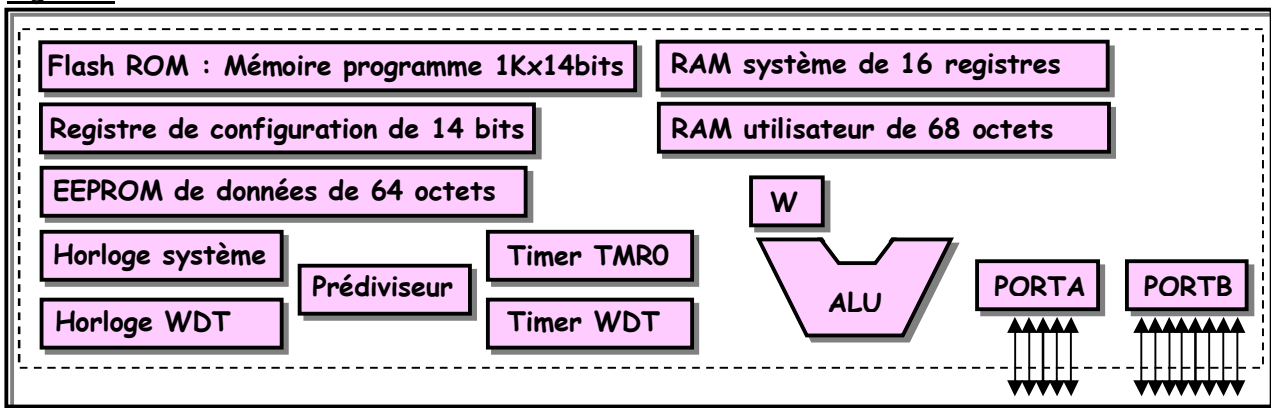 Flash ROM : Mémoire programme 1Kx14bits
RAM système de 16 registres
Registre de configuration de 14 bits
RAM utilisateur de 68 octets
EEPROM de données de 64 octets
W
Horloge système
Prédiviseur
Timer TMR0
Horloge WDT
Timer WDT
ALU
PORTA
PORTB